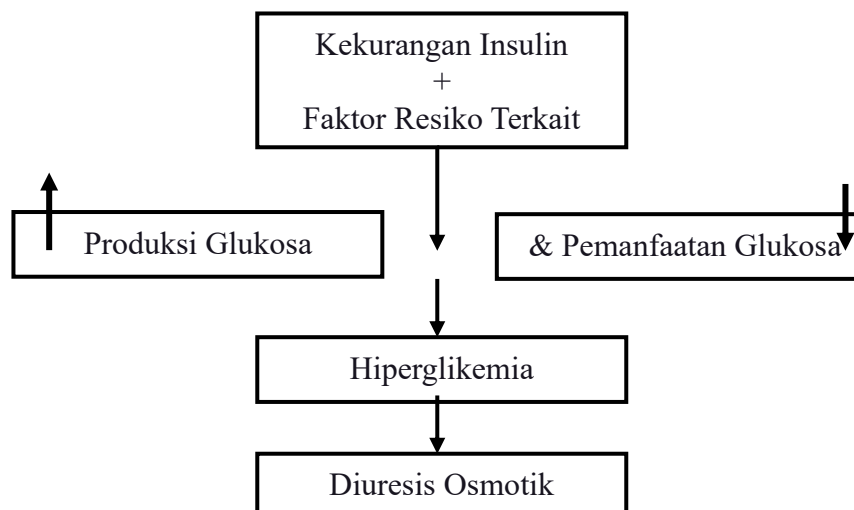 Kekurangan Insulin
+
Faktor Resiko Terkait
Produksi Glukosa
& Pemanfaatan Glukosa
Hiperglikemia
Diuresis Osmotik